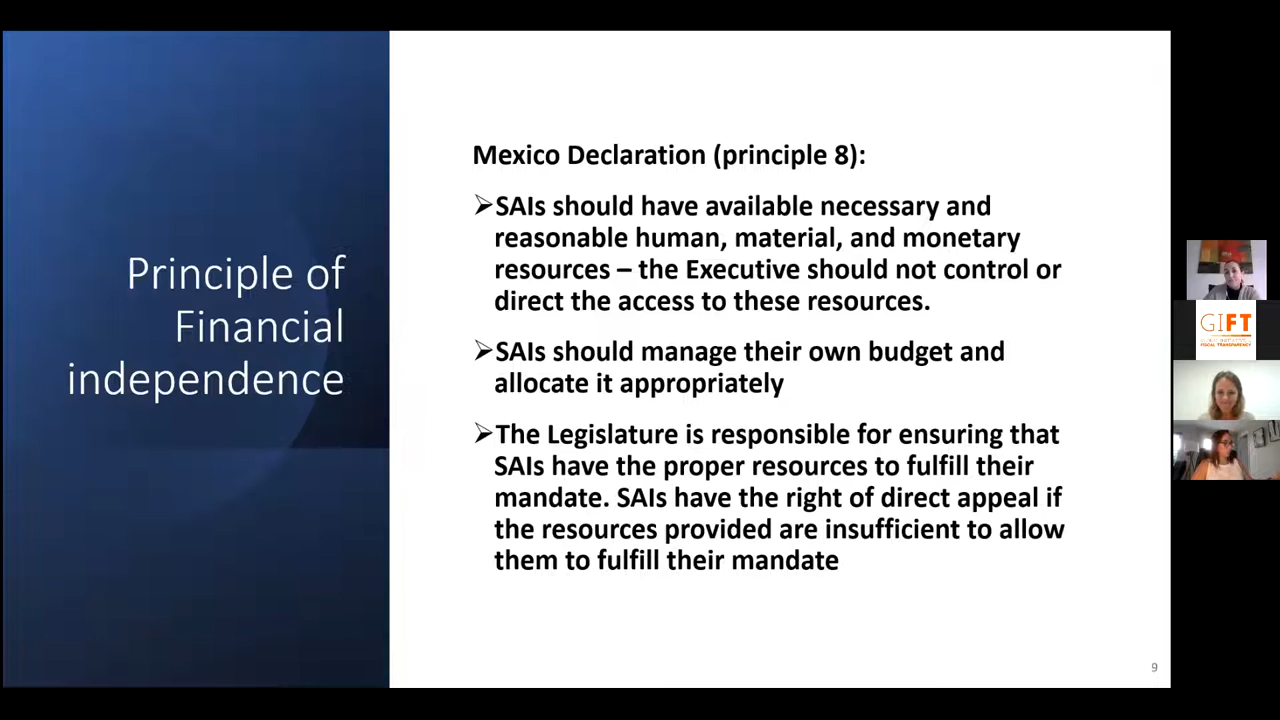 Principle of
Financial
independence
Mexico Declaration (principle 8):
➢SAIs should have available necessary and
reasonable human, material, and monetary
resources – the Executive should not control or
direct the access to these resources.
➢SAIs should manage their own budget and
allocate it appropriately
➢The Legislature is responsible for ensuring that
SAIs have the proper resources to fulfill their
mandate. SAIs have the right of direct appeal if
the resources provided are insufficient to allow
them to fulfill their mandate
9
GIFT
FISCAL TRANSPARENCY